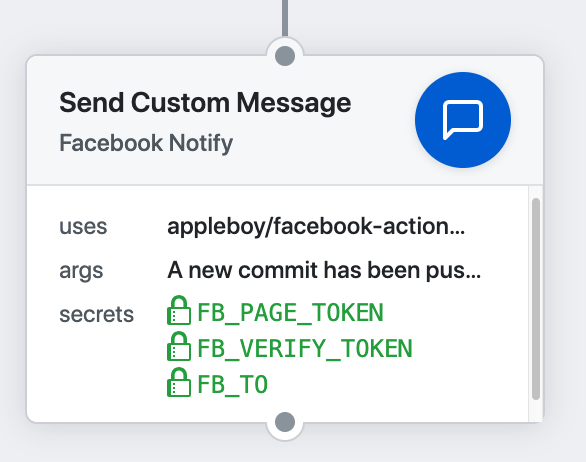 Send Custom Message
Facebook Notify
uses appleboy/facebook-action...
args A new commit has been pus...
secrets FB_PAGE_TOKEN
FB_VERIFY_TOKEN
FB_TO